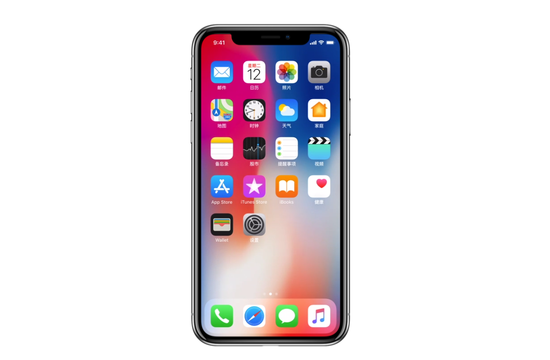 9:41
星期二
12
邮件
日历
照片
相机
地图
时钟
天气
家庭
备忘录
股市
提醒事项
视频
App Store
iTunes Store
iBooks
健康
Wallet
设置